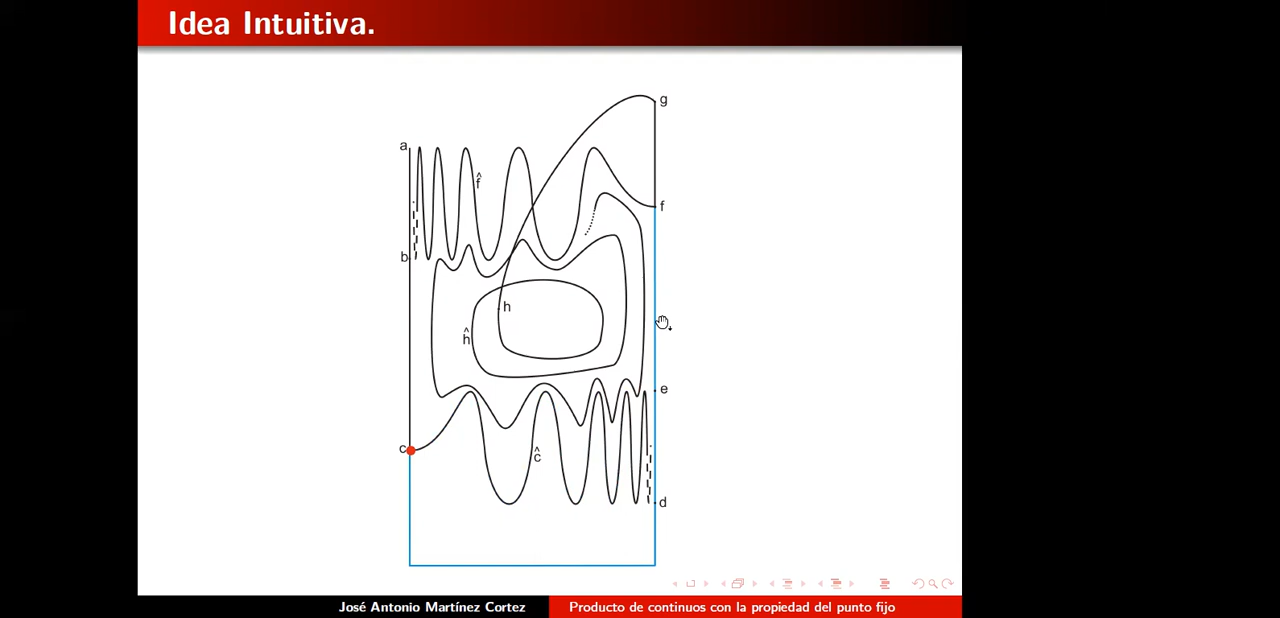 Idea Intuitiva.
g
a
f̂
f
b
h
ĥ
e
c
ĉ
d
José Antonio Martínez Cortez
Producto de continuos con la propiedad del punto fijo